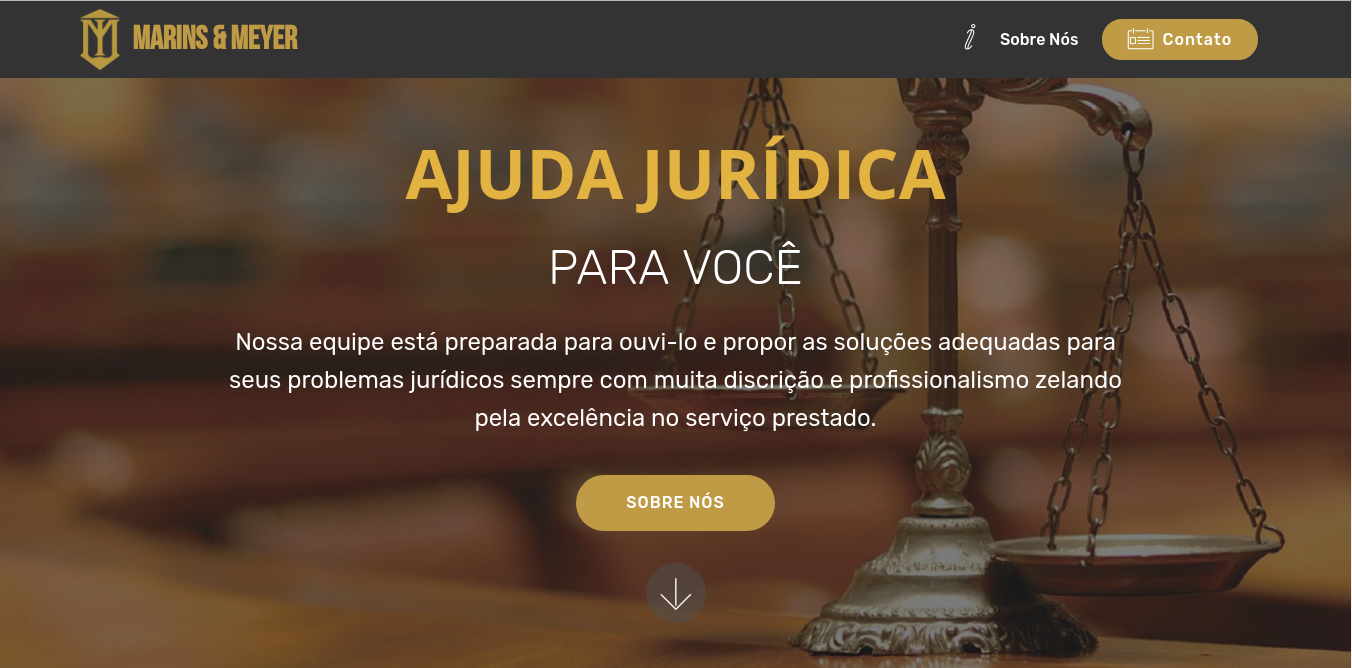 MARINS & MEYER
Sobre Nós
Contato
AJUDA JURÍDICA
PARA VOCÊ
Nossa equipe está preparada para ouvi-lo e propor as soluções adequadas para
seus problemas jurídicos sempre com muita discrição e profissionalismo zelando
pela excelência no serviço prestado.
SOBRE NÓS